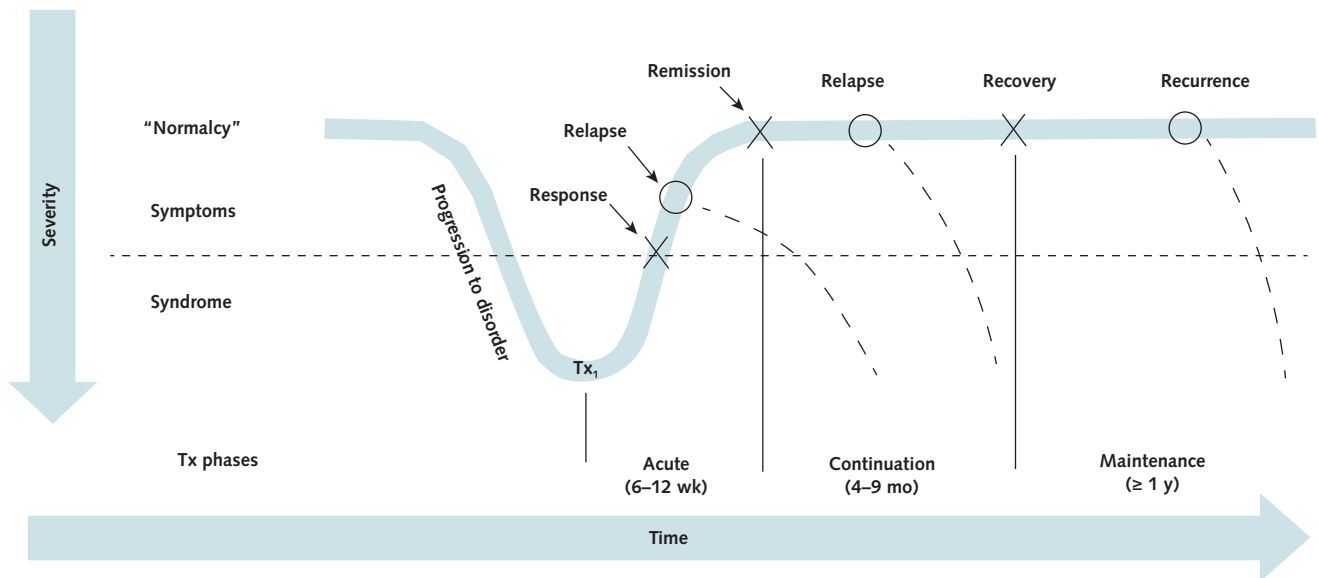 Remission
Relapse
Recovery
Recurrence
“Normalcy”
Relapse
Response
Symptoms
Severity
Progression to disorder
Syndrome
Tx₁
Tx phases
Acute
(6–12 wk)
Continuation
(4–9 mo)
Maintenance
(≥ 1 y)
Time